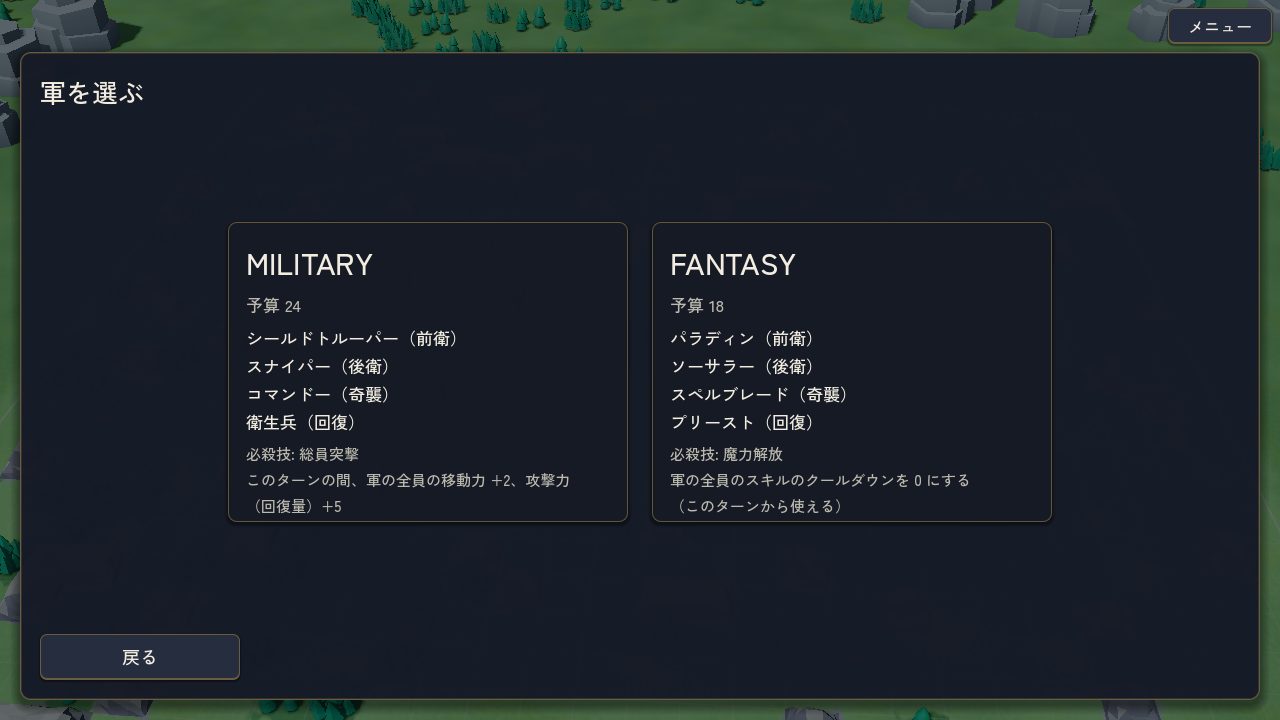 メニュー
軍を選ぶ
MILITARY
予算 24
シールドトルーパー（前衛）
スナイパー（後衛）
コマンドー（奇襲）
衛生兵（回復）
必殺技: 総員突撃
このターンの間、軍の全員の移動力 +2、攻撃力
（回復量）+5
FANTASY
予算 18
パラディン（前衛）
ソーサラー（後衛）
スペルブレード（奇襲）
プリースト（回復）
必殺技: 魔力解放
軍の全員のスキルのクールダウンを 0 にする
（このターンから使える）
戻る